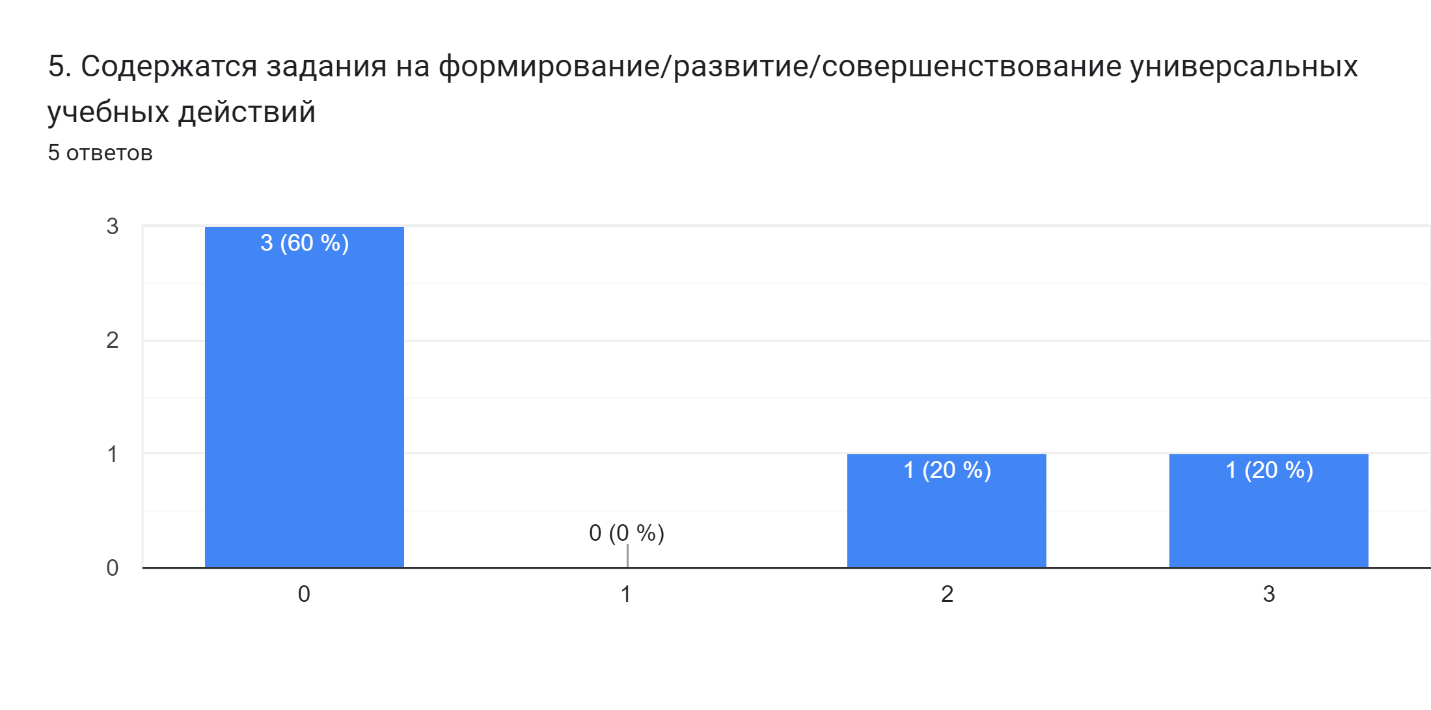 5. Содержатся задания на формирование/развитие/совершенствование универсальных
учебных действий
5 ответов
3
3 (60 %)
2
1
1 (20 %)
1 (20 %)
0 (0 %)
0
0
1
2
3